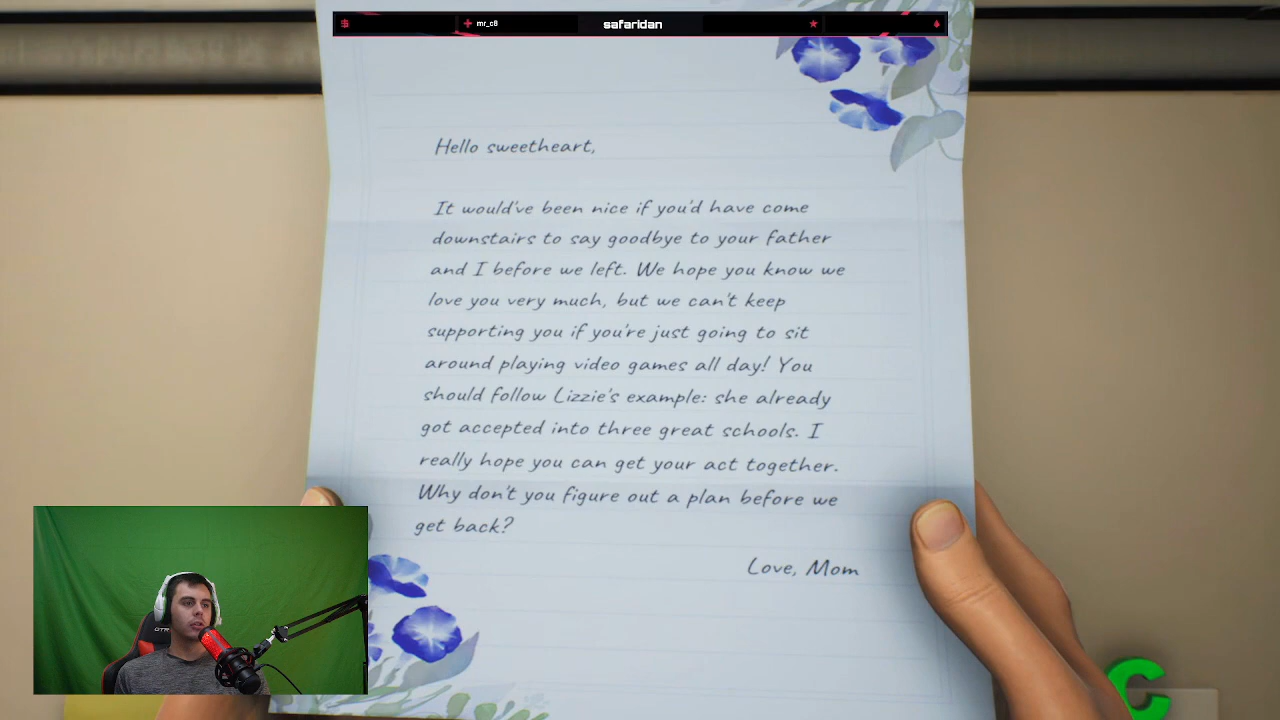 mr_c8
safaridan
Hello sweetheart,
It would've been nice if you'd have come
downstairs to say goodbye to your father
and I before we left. We hope you know we
love you very much, but we can't keep
supporting you if you're just going to sit
around playing video games all day! You
should follow Lizzie's example: she already
got accepted into three great schools. I
really hope you can get your act together.
Why don't you figure out a plan before we
get back?
Love, Mom
C